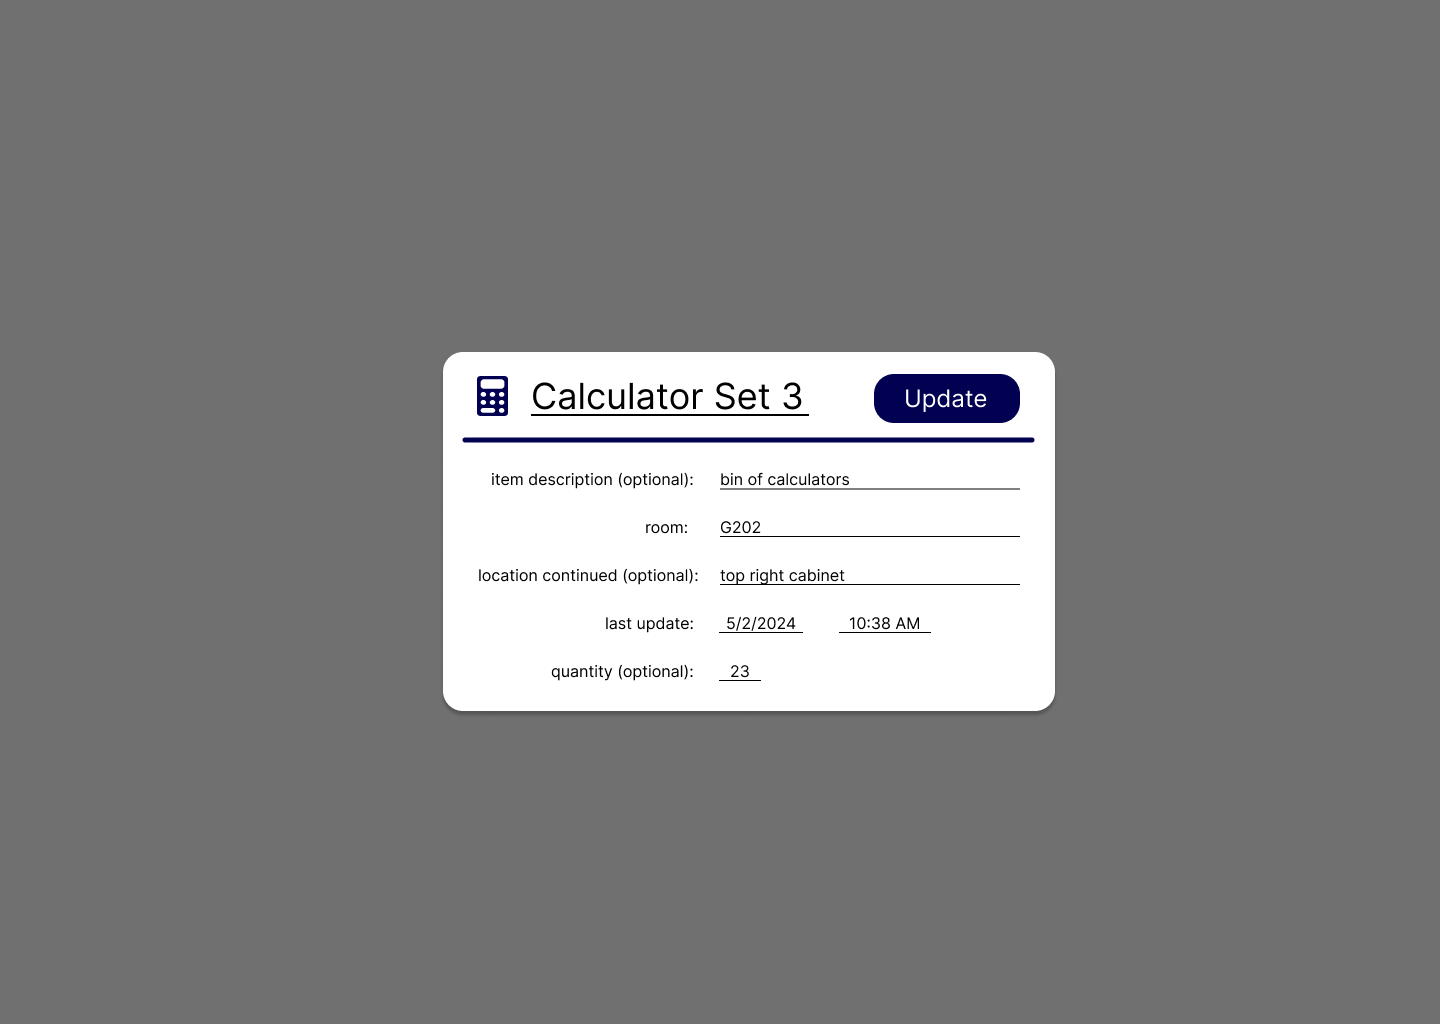 Calculator Set 3
Update
item description (optional): bin of calculators
room: G202
location continued (optional): top right cabinet
last update: 5/2/2024 10:38 AM
quantity (optional): 23